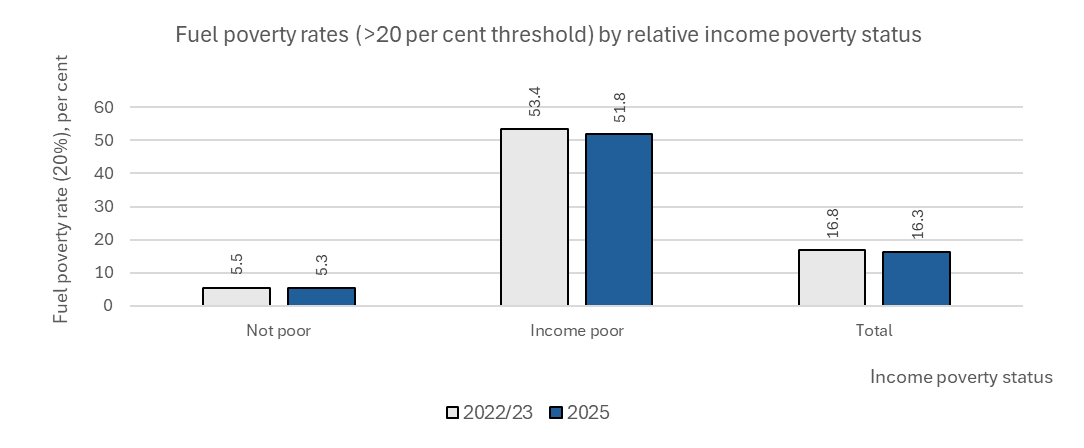 Fuel poverty rates (>20 per cent threshold) by relative income poverty status
Fuel poverty rate (20%), per cent
60
50
40
30
20
10
0
5.5
5.3
53.4
51.8
16.8
16.3
Not poor
Income poor
Total
Income poverty status
2022/23
2025